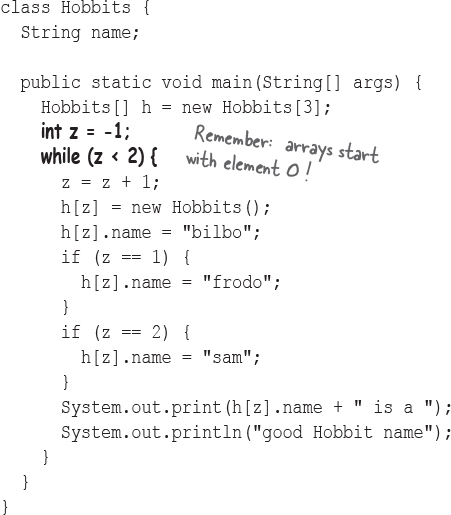 class Hobbits {
String name;
public static void main(String[] args) {
Hobbits[] h = new Hobbits[3];
int z = -1;
while (z < 2) {
Remember: arrays start
with element 0!
z = z + 1;
h[z] = new Hobbits();
h[z].name = "bilbo";
if (z == 1) {
h[z].name = "frodo";
}
if (z == 2) {
h[z].name = "sam";
}
System.out.print(h[z].name + " is a ");
System.out.println("good Hobbit name");
}
}
}